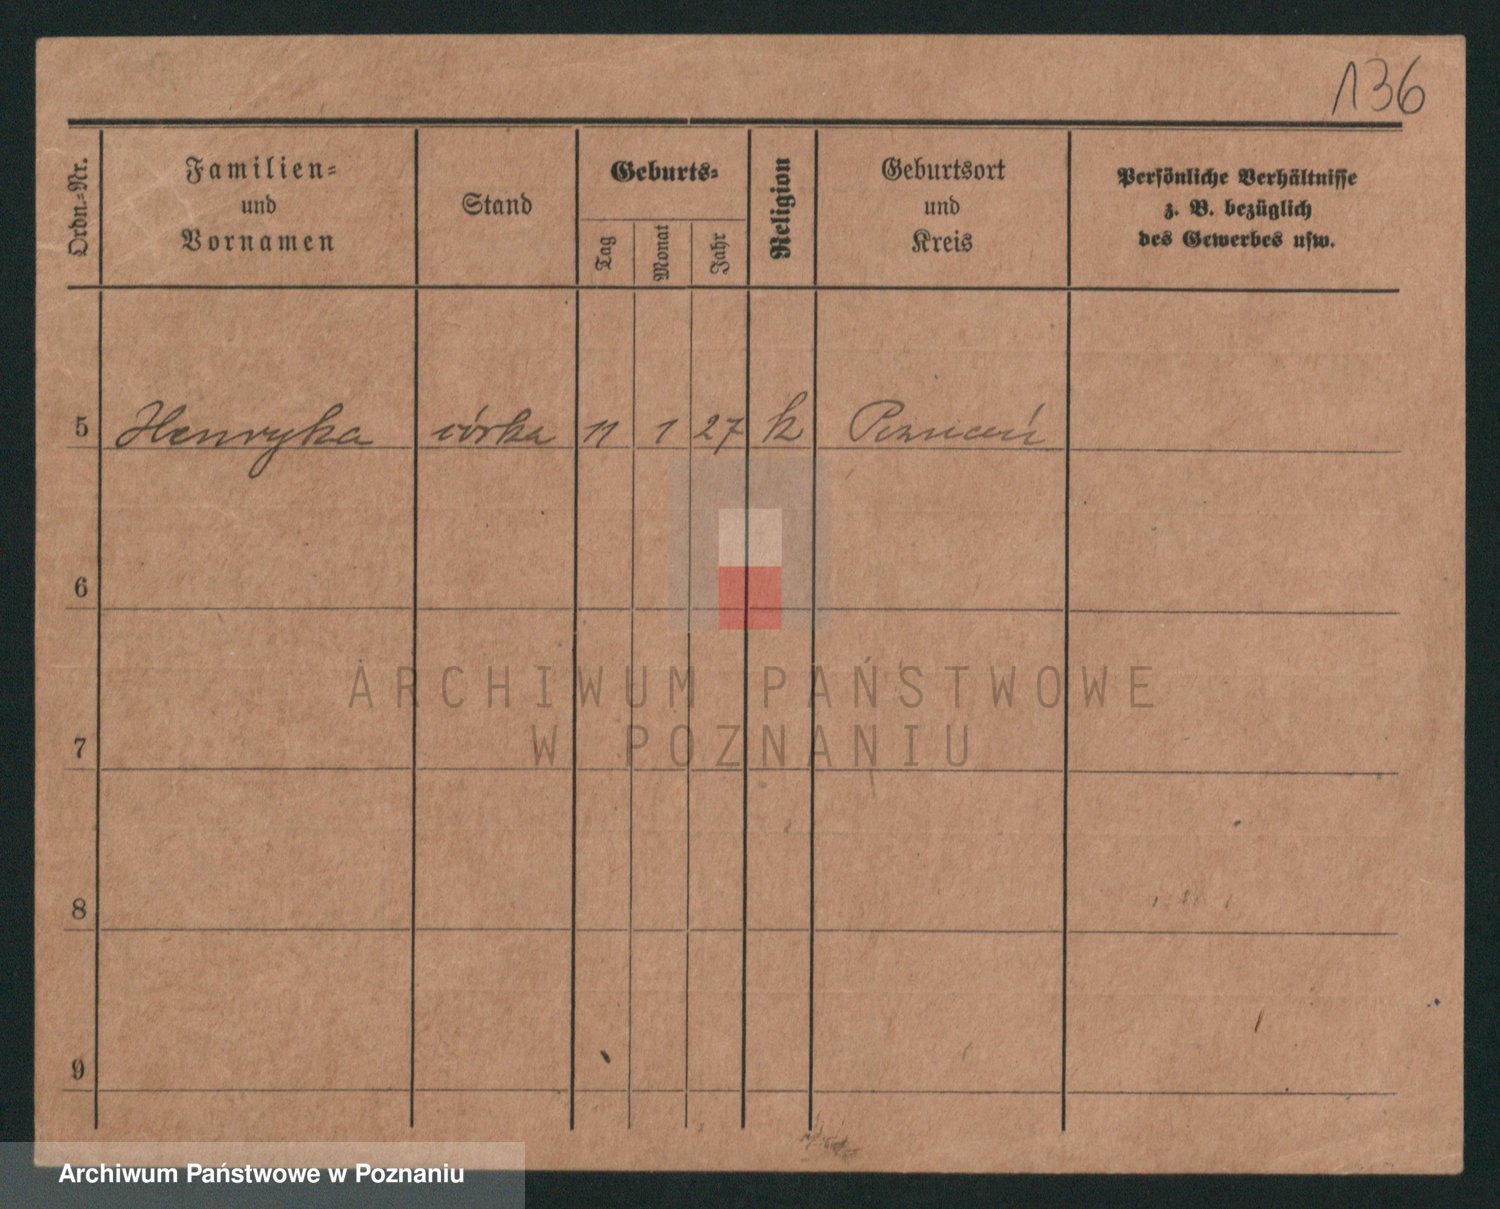 136
Ordn.-Nr.
Familien-
und
Vornamen
Stand
Geburts-
Tag
Monat
Jahr
Religion
Geburtsort
und
Kreis
Persönliche Verhältnisse
z. B. bezüglich
des Gewerbes usw.
5 Henryka córka 11 1 27 k Poznań
6
7
8
9
ARCHIWUM PAŃSTWOWE
W POZNANIU
Archiwum Państwowe w Poznaniu